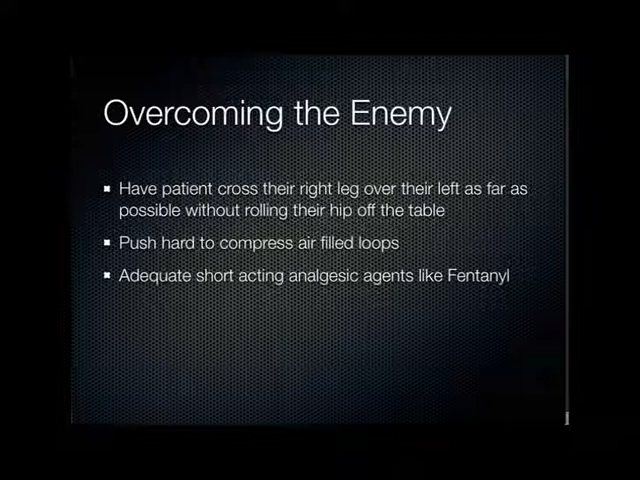 Overcoming the Enemy
Have patient cross their right leg over their left as far as
possible without rolling their hip off the table
Push hard to compress air filled loops
Adequate short acting analgesic agents like Fentanyl